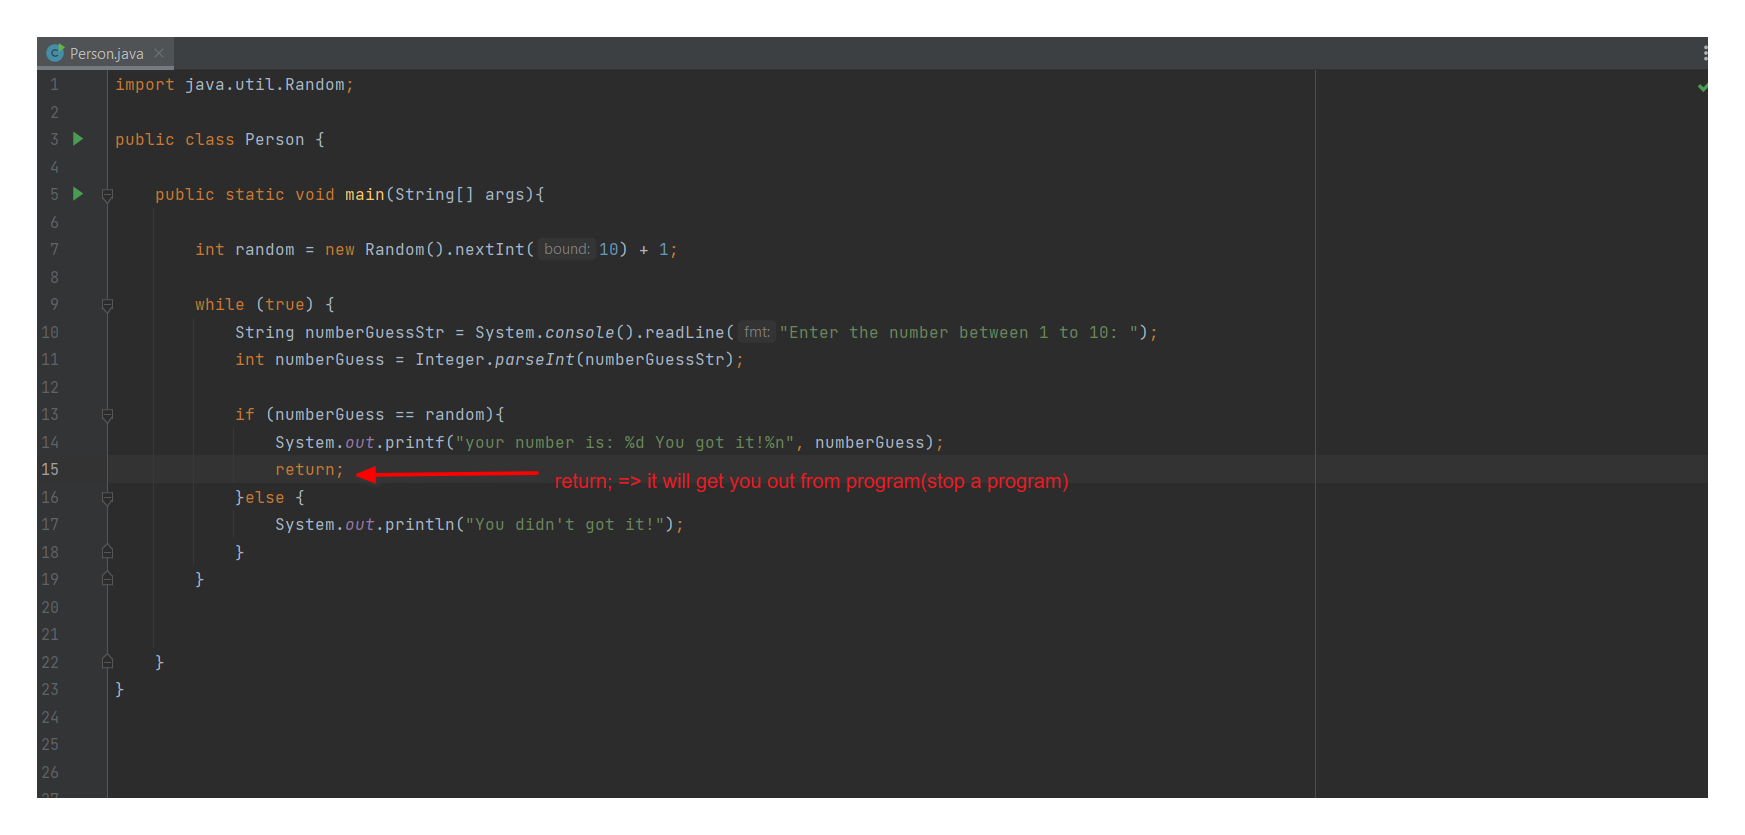 Person.java
1 import java.util.Random;
2
3 public class Person {
4
5 public static void main(String[] args){
6
7 int random = new Random().nextInt( bound: 10) + 1;
8
9 while (true) {
10 String numberGuessStr = System.console().readLine( fmt: "Enter the number between 1 to 10: ");
11 int numberGuess = Integer.parseInt(numberGuessStr);
12
13 if (numberGuess == random){
14 System.out.printf("your number is: %d You got it!%n", numberGuess);
15 return;
return; => it will get you out from program(stop a program)
16 }else {
17 System.out.println("You didn't got it!");
18 }
19 }
20
21
22 }
23 }
24
25
26
27